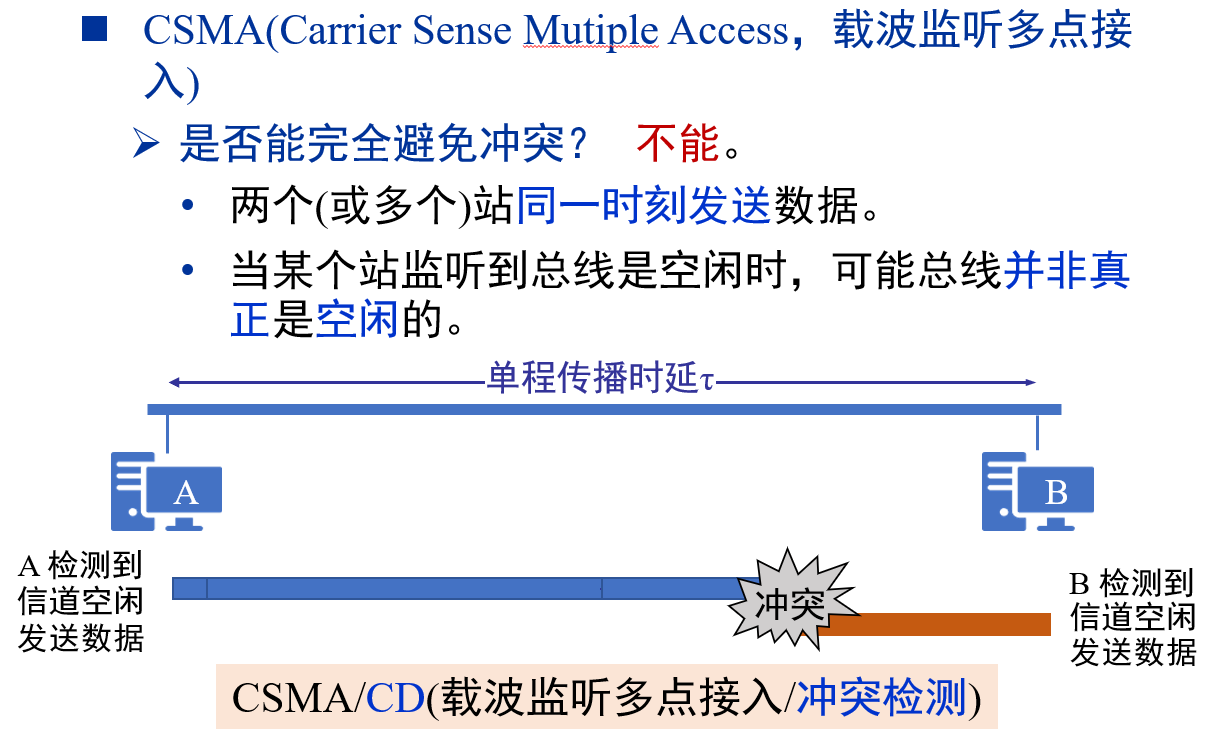 CSMA(Carrier Sense Mutiple Access，载波监听多点接
入)
是否能完全避免冲突？ 不能。
两个(或多个)站同一时刻发送数据。
当某个站监听到总线是空闲时，可能总线并非真
正是空闲的。
单程传播时延τ
A
B
A 检测到
信道空闲
发送数据
冲突
B 检测到
信道空闲
发送数据
CSMA/CD(载波监听多点接入/冲突检测)